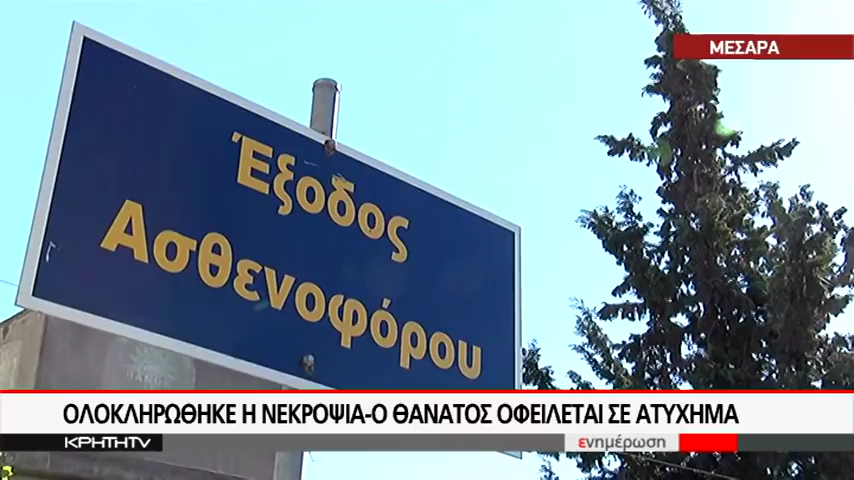 ΜΕΣΑΡΑ
Έξοδος
Ασθενοφόρου
ΟΛΟΚΛΗΡΩΘΗΚΕ Η ΝΕΚΡΟΨΙΑ-Ο ΘΑΝΑΤΟΣ ΟΦΕΙΛΕΤΑΙ ΣΕ ΑΤΥΧΗΜΑ
ΚΡΗΤΗTV
ενημέρωση